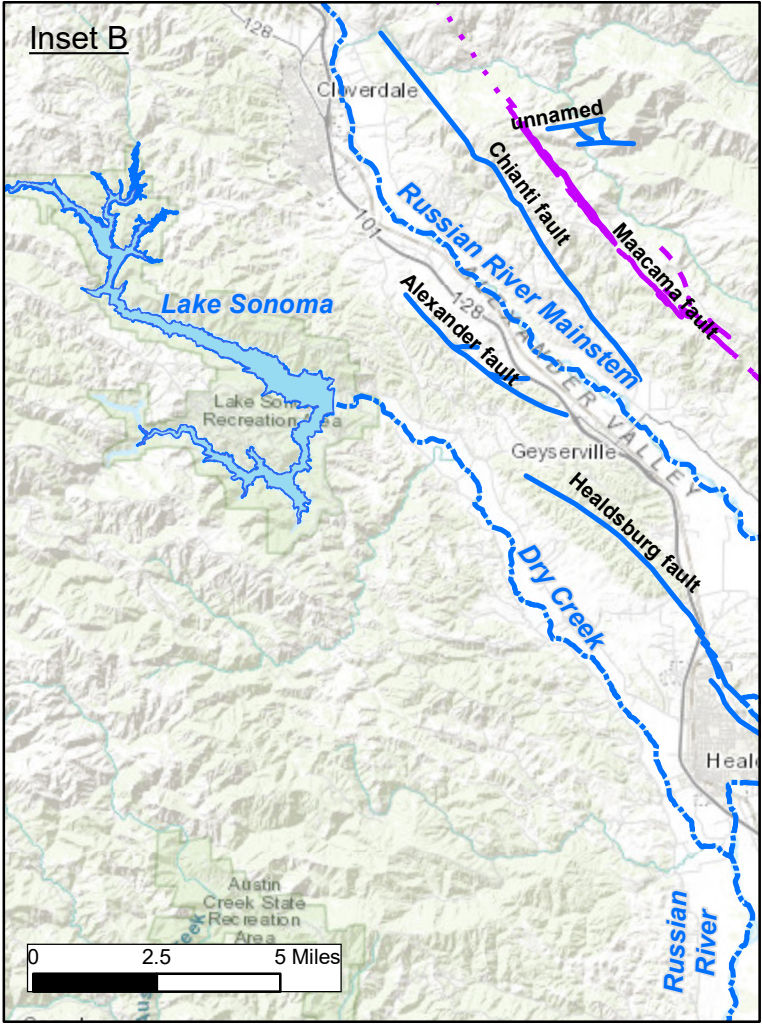 Inset B
128
Cloverdale
unnamed
Chianti fault
Russian River Mainstem
101
Maacama fault
Lake Sonoma
128
Alexander fault
VALLEY
Lake Sonoma
Recreation Area
Geyserville
Healdsburg fault
Dry Creek
Heal
Austin
Creek State
Recreation
Area
Russian
River
0 2.5 5 Miles